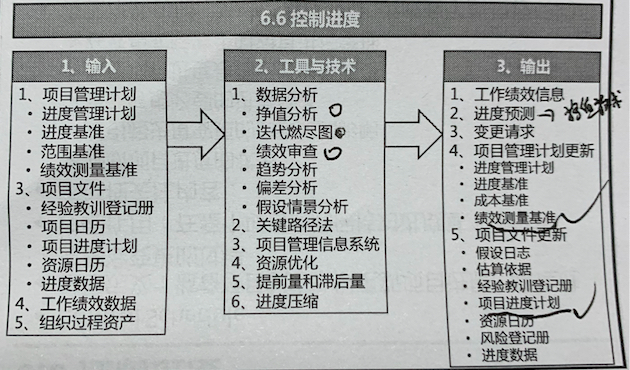 6.6 控制进度
1、输入
1、项目管理计划
• 进度管理计划
• 进度基准
• 范围基准
• 绩效测量基准
3、项目文件
• 经验教训登记册
• 项目日历
• 项目进度计划
• 资源日历
• 进度数据
4、工作绩效数据
5、组织过程资产
2、工具与技术
1、数据分析
• 挣值分析
• 迭代燃尽图
• 绩效审查
• 趋势分析
• 偏差分析
• 假设情景分析
2、关键路径法
3、项目管理信息系统
4、资源优化
5、提前量和滞后量
6、进度压缩
3、输出
1、工作绩效信息
2、进度预测
3、变更请求
4、项目管理计划更新
• 进度管理计划
• 进度基准
• 成本基准
• 绩效测量基准
5、项目文件更新
• 假设日志
• 估算依据
• 经验教训登记册
• 项目进度计划
• 资源日历
• 风险登记册
• 进度数据